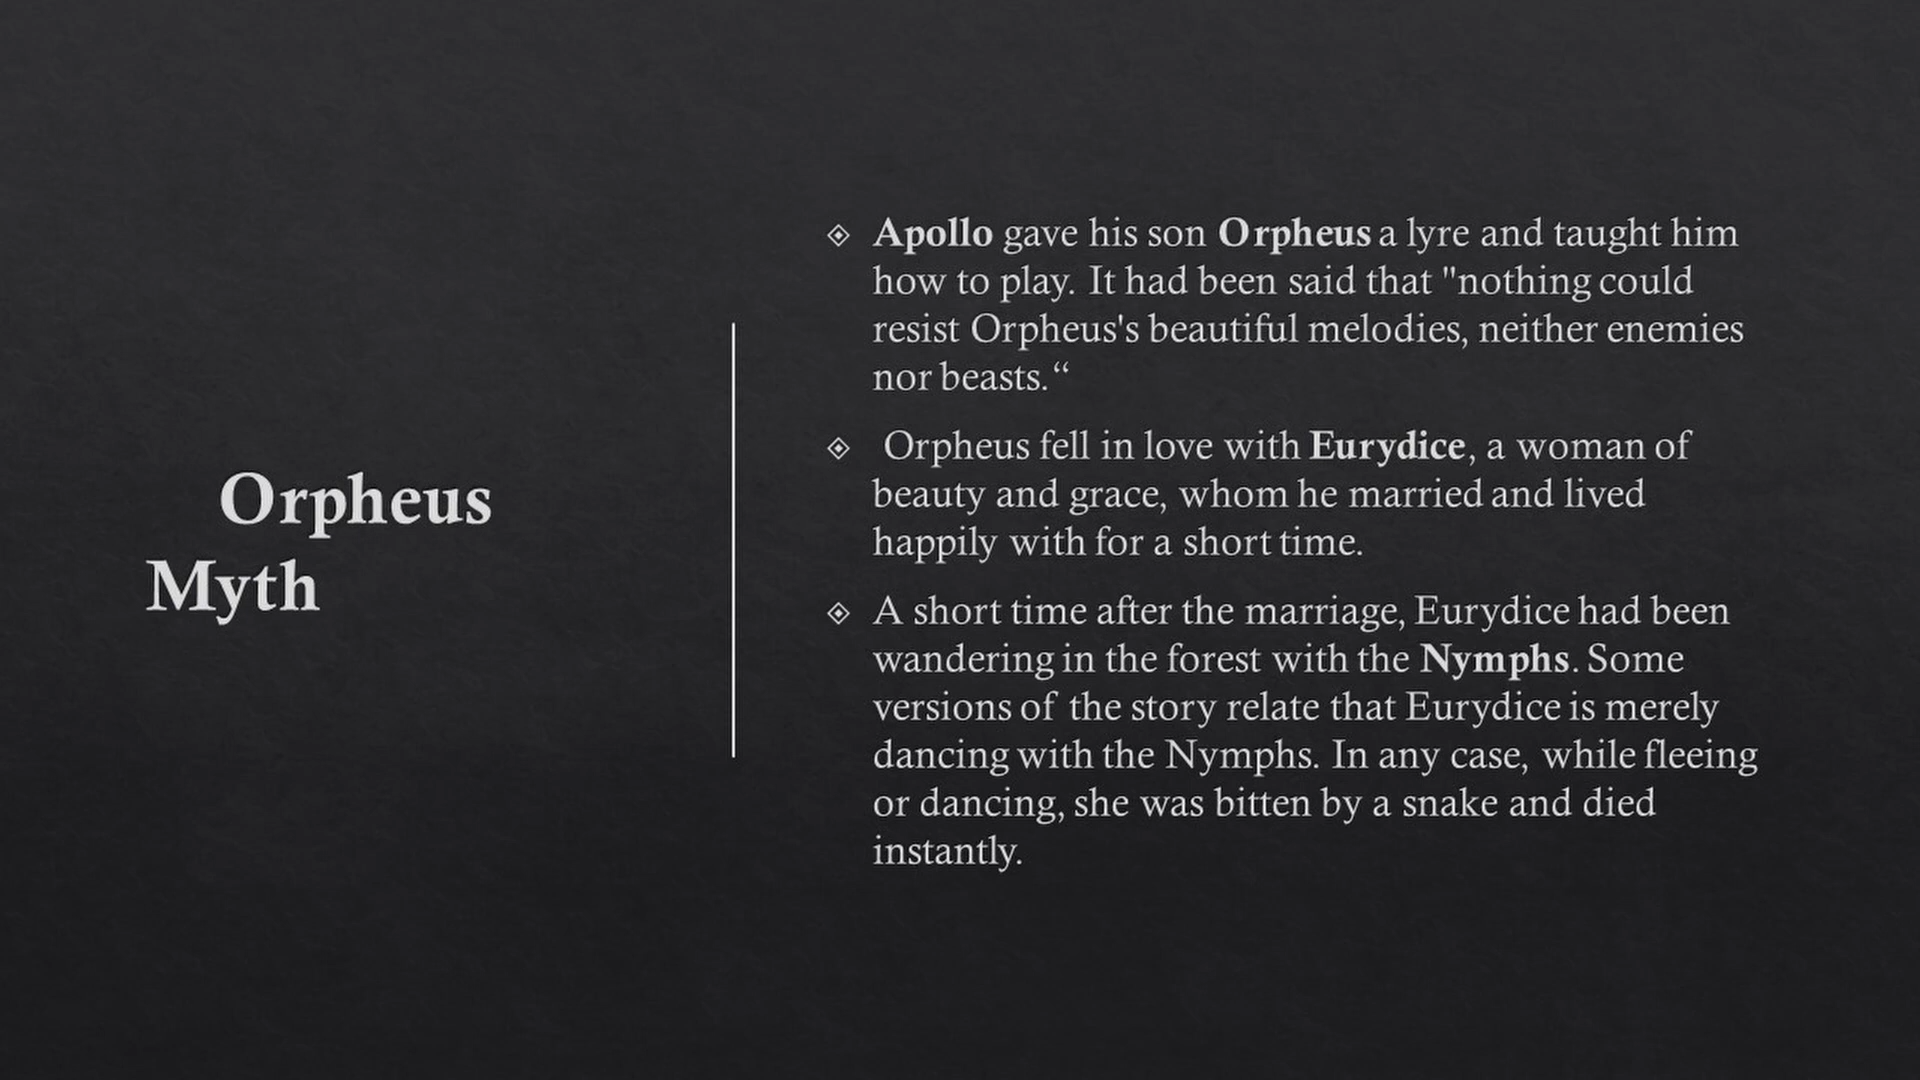 Orpheus
Myth
Apollo gave his son Orpheus a lyre and taught him
how to play. It had been said that "nothing could
resist Orpheus's beautiful melodies, neither enemies
nor beasts.“
Orpheus fell in love with Eurydice, a woman of
beauty and grace, whom he married and lived
happily with for a short time.
A short time after the marriage, Eurydice had been
wandering in the forest with the Nymphs. Some
versions of the story relate that Eurydice is merely
dancing with the Nymphs. In any case, while fleeing
or dancing, she was bitten by a snake and died
instantly.